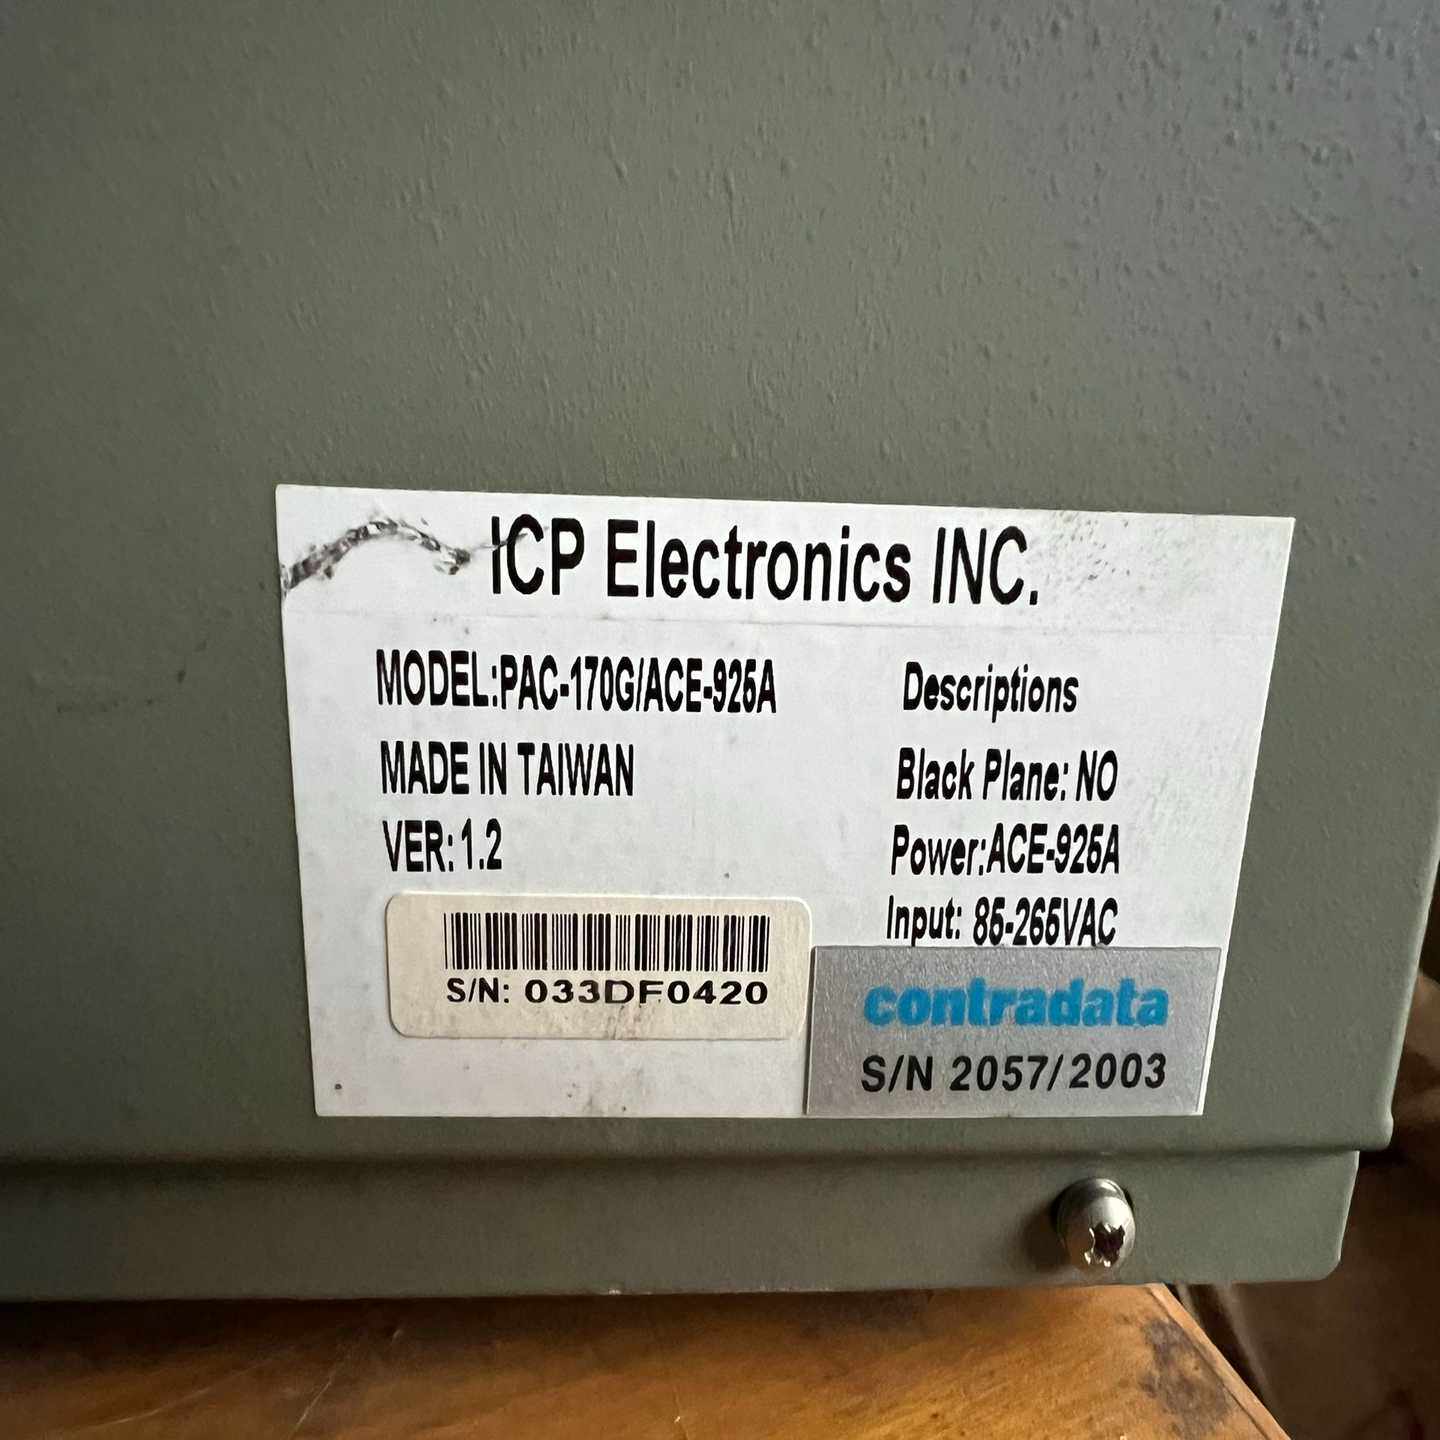 ICP Electronics INC.
MODEL:PAC-170G/ACE-925A
MADE IN TAIWAN
VER: 1.2
Descriptions
Black Plane: NO
Power:ACE-925A
Input: 85-265VAC
S/N: 033DF0420
contradata
S/N 2057/2003